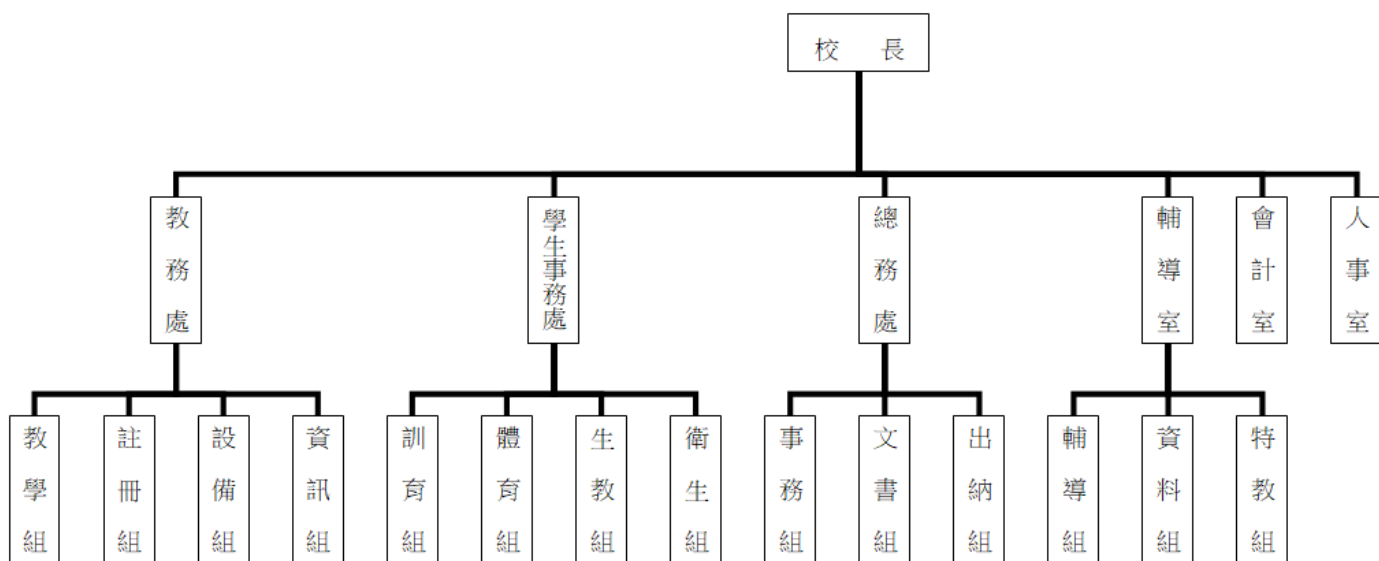 校長
教務處
學生事務處
總務處
輔導室
會計室
人事室
教學組
註冊組
設備組
資訊組
訓育組
體育組
生教組
衛生組
事務組
文書組
出納組
輔導組
資料組
特教組